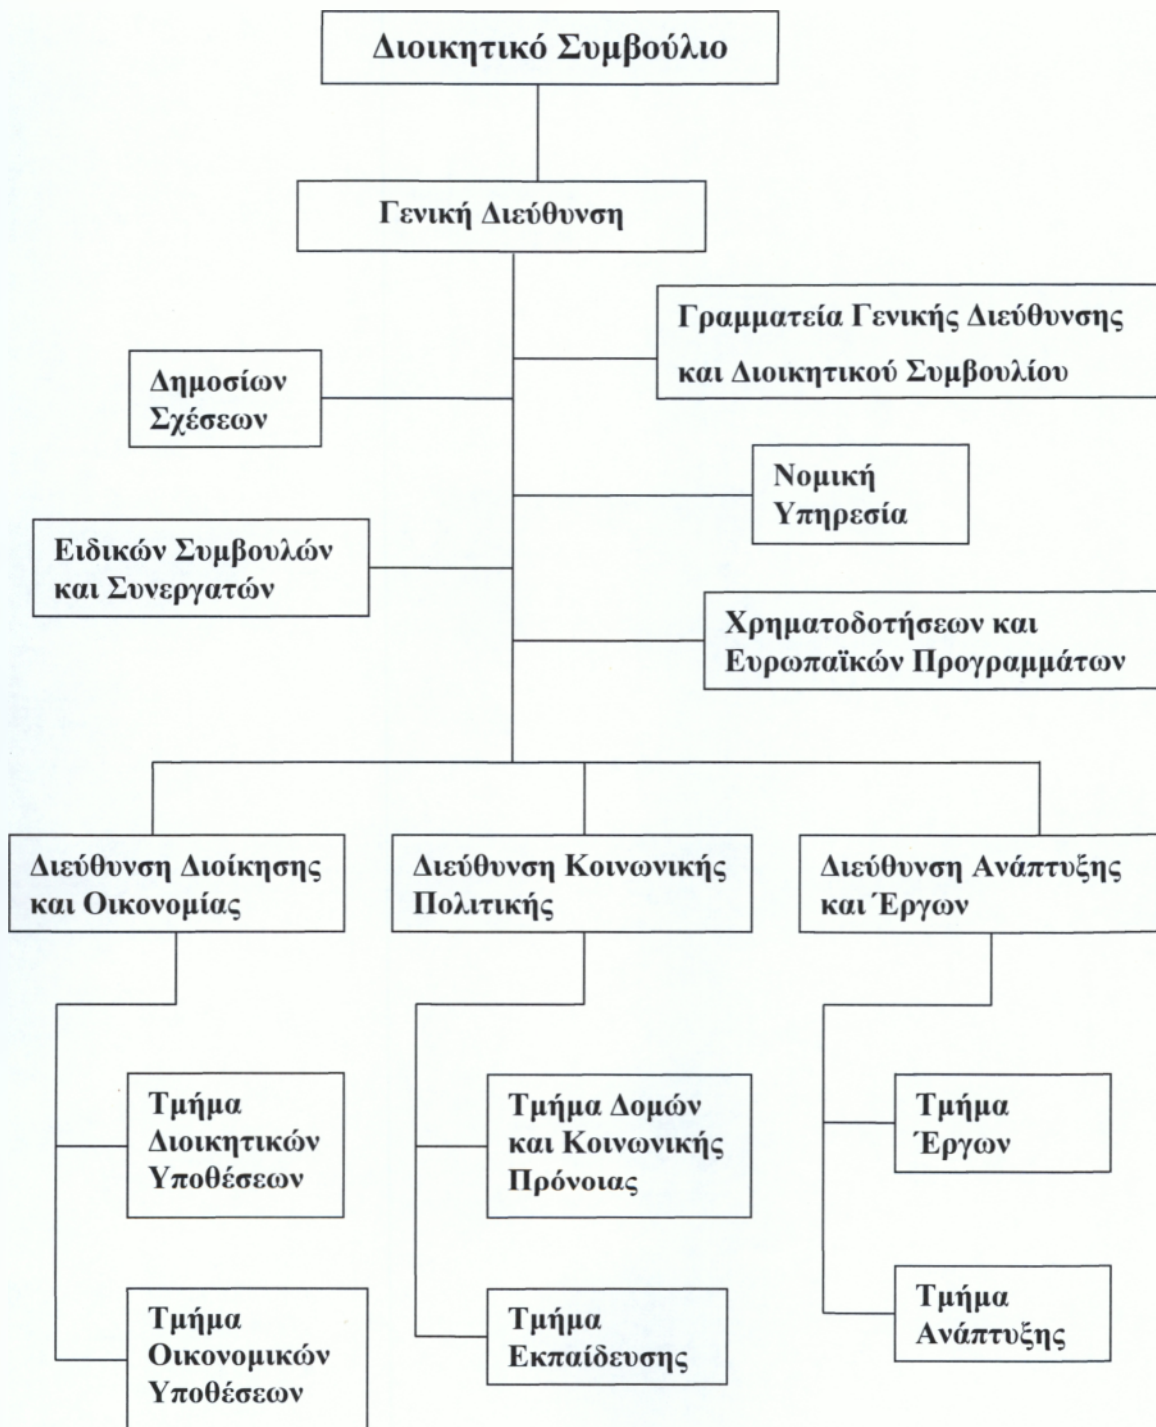 Διοικητικό Συμβούλιο
Γενική Διεύθυνση
Γραμματεία Γενικής Διεύθυνσης
και Διοικητικού Συμβουλίου
Δημοσίων
Σχέσεων
Νομική
Υπηρεσία
Ειδικών Συμβουλών
και Συνεργατών
Χρηματοδοτήσεων και
Ευρωπαϊκών Προγραμμάτων
Διεύθυνση Διοίκησης
και Οικονομίας
Διεύθυνση Κοινωνικής
Πολιτικής
Διεύθυνση Ανάπτυξης
και Έργων
Τμήμα
Διοικητικών
Υποθέσεων
Τμήμα Δομών
και Κοινωνικής
Πρόνοιας
Τμήμα
Έργων
Τμήμα
Οικονομικών
Υποθέσεων
Τμήμα
Εκπαίδευσης
Τμήμα
Ανάπτυξης